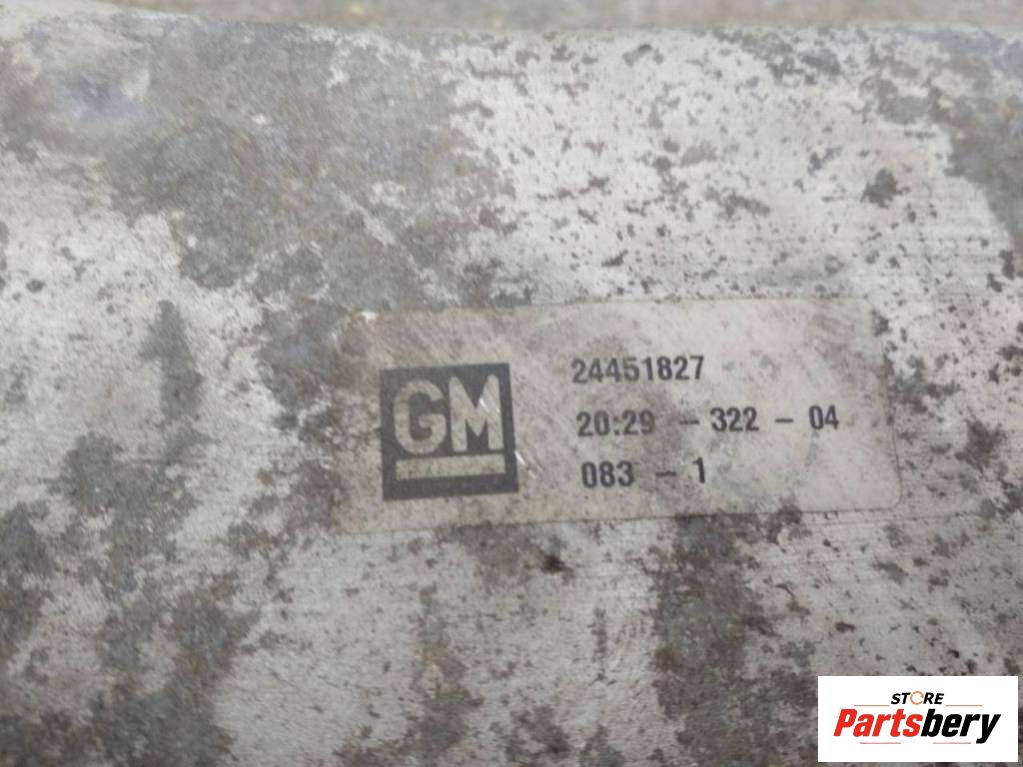 GM
24451827
20:29 - 322 - 04
083 - 1
STORE
Partsbery